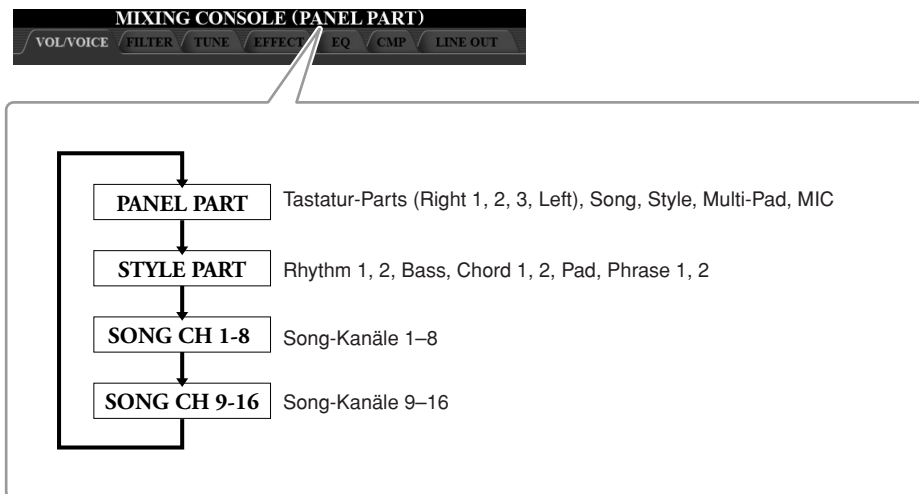 MIXING CONSOLE (PANEL PART)
VOL/VOICE FILTER TUNE EFFECT EQ CMP LINE OUT
PANEL PART Tastatur-Parts (Right 1, 2, 3, Left), Song, Style, Multi-Pad, MIC
STYLE PART Rhythm 1, 2, Bass, Chord 1, 2, Pad, Phrase 1, 2
SONG CH 1-8 Song-Kanäle 1–8
SONG CH 9-16 Song-Kanäle 9–16